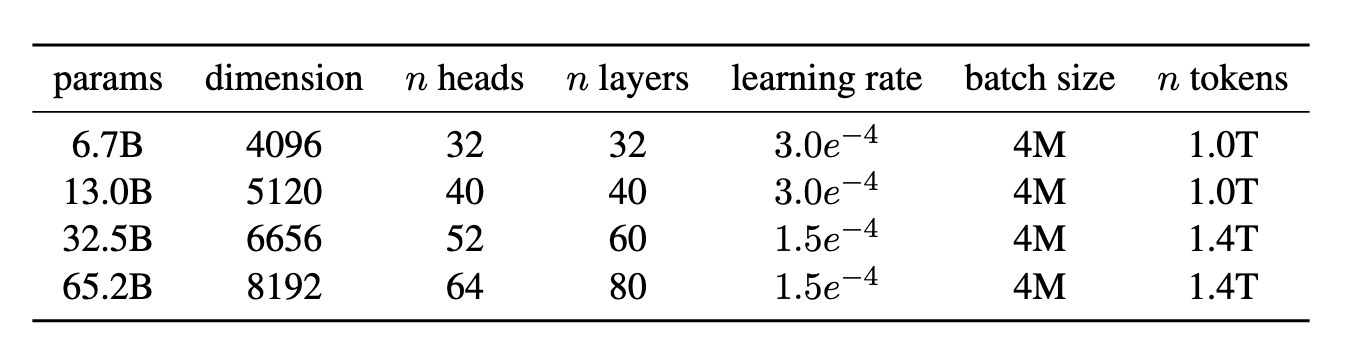 params dimension n heads n layers learning rate batch size n tokens
6.7B 4096 32 32 3.0e⁻⁴ 4M 1.0T
13.0B 5120 40 40 3.0e⁻⁴ 4M 1.0T
32.5B 6656 52 60 1.5e⁻⁴ 4M 1.4T
65.2B 8192 64 80 1.5e⁻⁴ 4M 1.4T